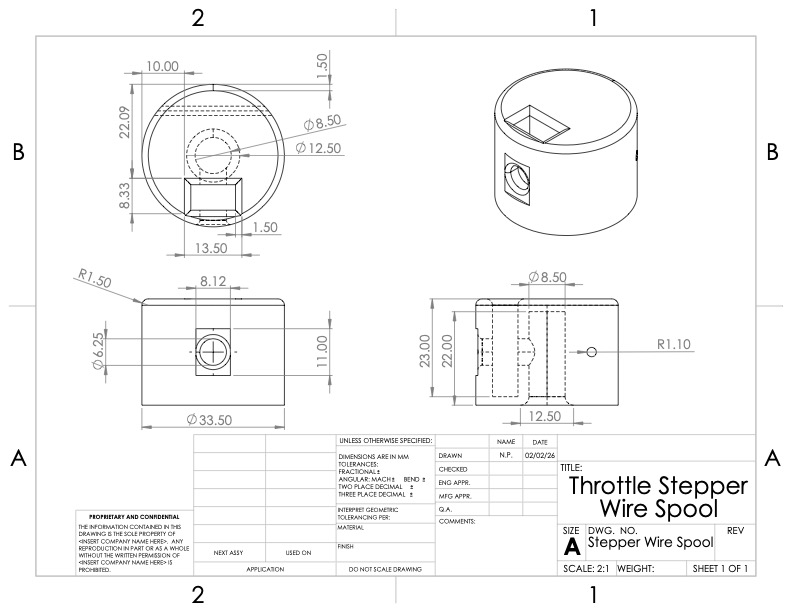 2
1
B
B
A
A
10.00
1.50
22.09
8.33
∅8.50
∅12.50
1.50
13.50
R1.50
8.12
∅6.25
11.00
∅33.50
∅8.50
23.00
22.00
R1.10
12.50
UNLESS OTHERWISE SPECIFIED:
DIMENSIONS ARE IN MM
TOLERANCES:
FRACTIONAL ±
ANGULAR: MACH ± BEND ±
TWO PLACE DECIMAL ±
THREE PLACE DECIMAL ±
INTERPRET GEOMETRIC
TOLERANCING PER:
MATERIAL
FINISH
DO NOT SCALE DRAWING
NAME DATE
DRAWN N.P. 02/02/26
CHECKED
ENG APPR.
MFG APPR.
Q.A.
COMMENTS:
TITLE:
Throttle Stepper
Wire Spool
SIZE DWG. NO. REV
A Stepper Wire Spool
SCALE: 2:1 WEIGHT: SHEET 1 OF 1
PROPRIETARY AND CONFIDENTIAL
THE INFORMATION CONTAINED IN THIS
DRAWING IS THE SOLE PROPERTY OF
<INSERT COMPANY NAME HERE>. ANY
REPRODUCTION IN PART OR AS A WHOLE
WITHOUT THE WRITTEN PERMISSION OF
<INSERT COMPANY NAME HERE> IS
PROHIBITED.
NEXT ASSY USED ON
APPLICATION
2
1